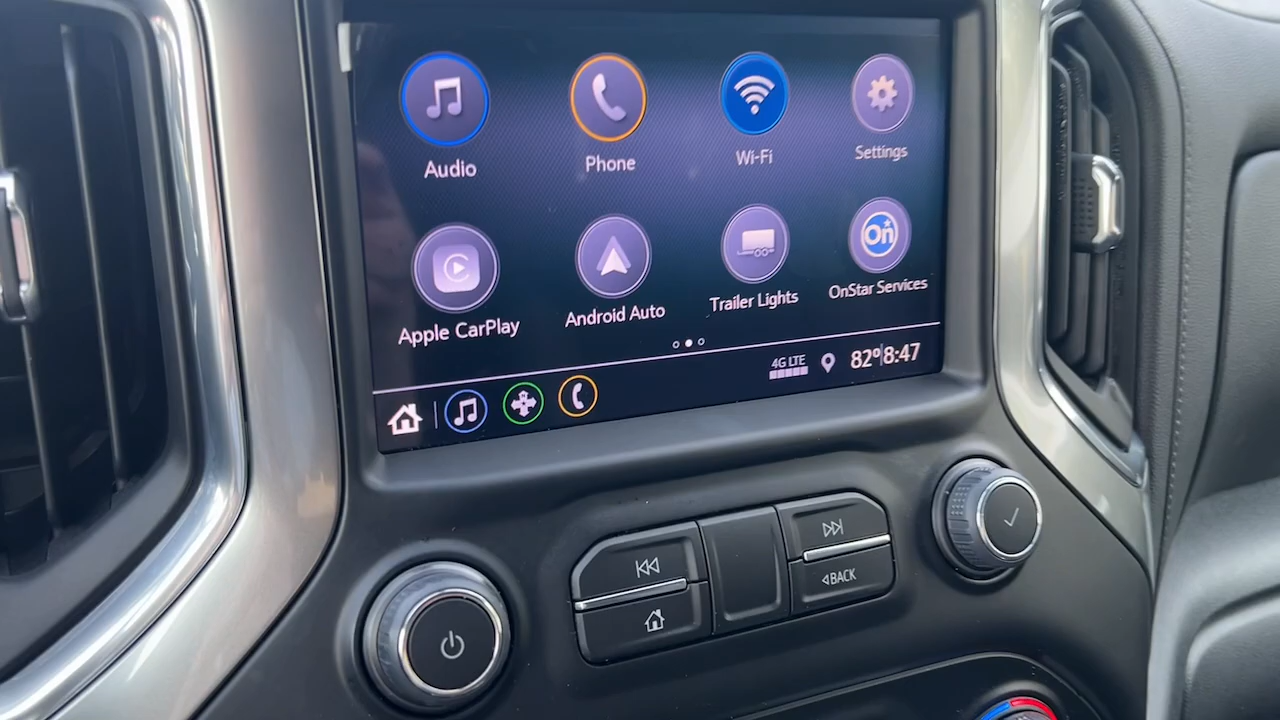 Audio
Phone
Wi-Fi
Settings
Apple CarPlay
Android Auto
Trailer Lights
On
OnStar Services
4G LTE
82° 8:47
BACK